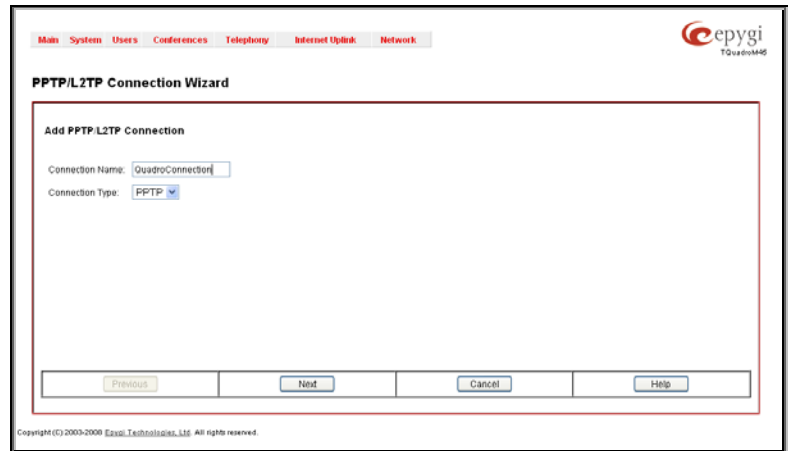 Main System Users Conferences Telephony Internet Uplink Network
epygi
TQuadroM46
PPTP/L2TP Connection Wizard
Add PPTP/L2TP Connection
Connection Name: QuadroConnection
Connection Type: PPTP
Previous Next Cancel Help
Copyright (C) 2003-2008 Epygi Technologies, Ltd. All rights reserved.